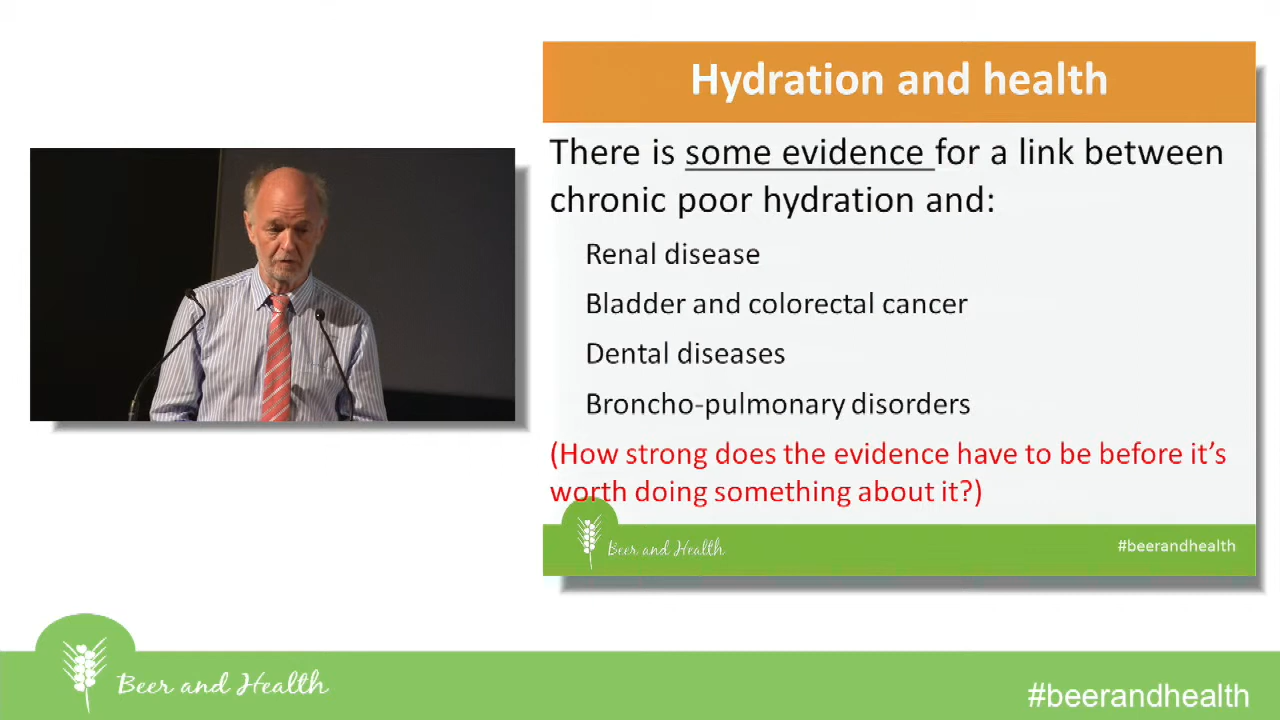 Hydration and health
There is some evidence for a link between
chronic poor hydration and:
Renal disease
Bladder and colorectal cancer
Dental diseases
Broncho-pulmonary disorders
(How strong does the evidence have to be before it's
worth doing something about it?)
Beer and Health
#beerandhealth
Beer and Health
#beerandhealth